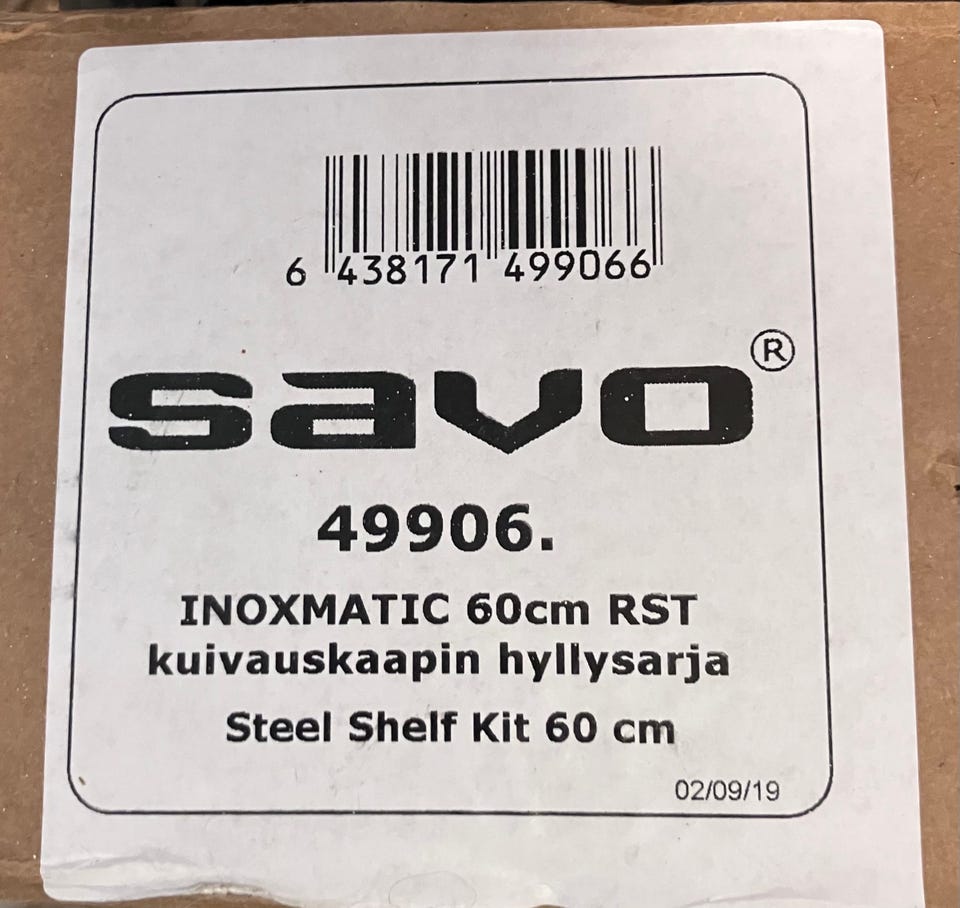 6 438171 499066
savo®
49906.
INOXMATIC 60cm RST
kuivauskaapin hyllysarja
Steel Shelf Kit 60 cm
02/09/19